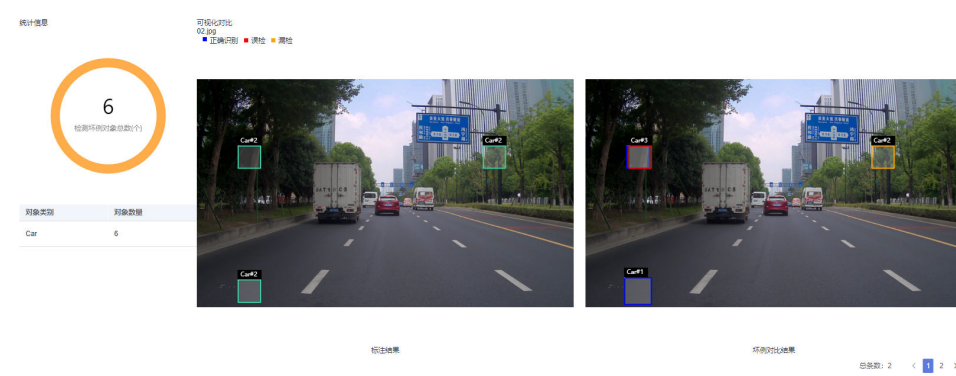 统计信息
6
检测坏例对象总数(个)
对象类别 对象数量
Car 6
可视化对比
02.jpg
正确识别 误检 漏检
Car#2
Car#2
Car#2
标注结果
Car#3
Car#2
Car#1
坏例对比结果
总条数: 2 < 1 2 >